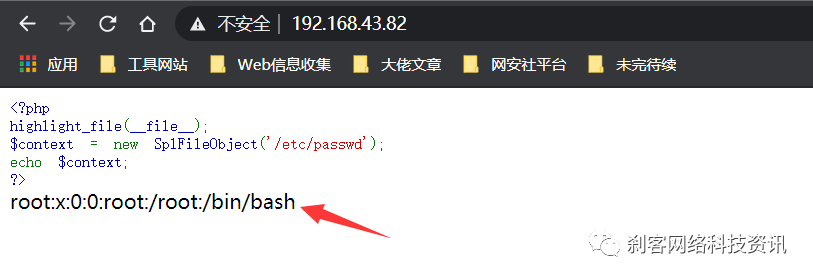 不安全 | 192.168.43.82
应用 工具网站 Web信息收集 大佬文章 网安社平台 未完待续
<?php
highlight_file(__file__);
$context = new SplFileObject('/etc/passwd');
echo $context;
?>
root:x:0:0:root:/root:/bin/bash
刹客网络科技资讯